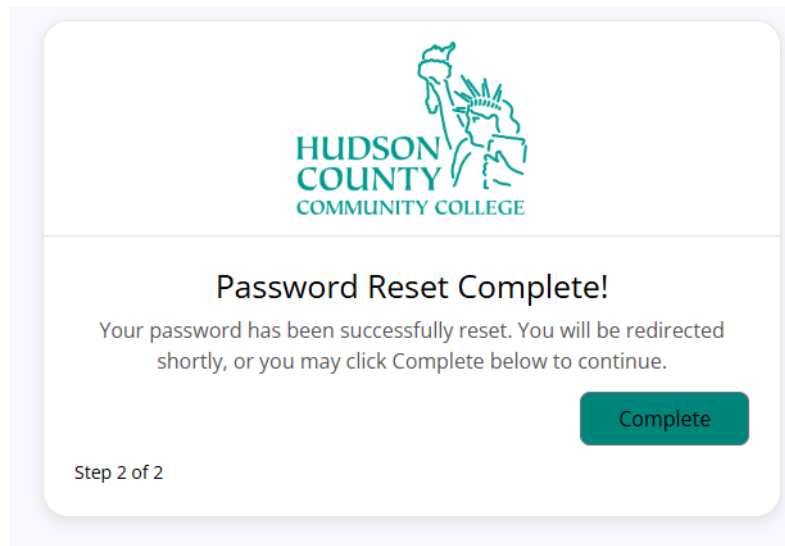 HUDSON
COUNTY
COMMUNITY COLLEGE
Password Reset Complete!
Your password has been successfully reset. You will be redirected
shortly, or you may click Complete below to continue.
Complete
Step 2 of 2